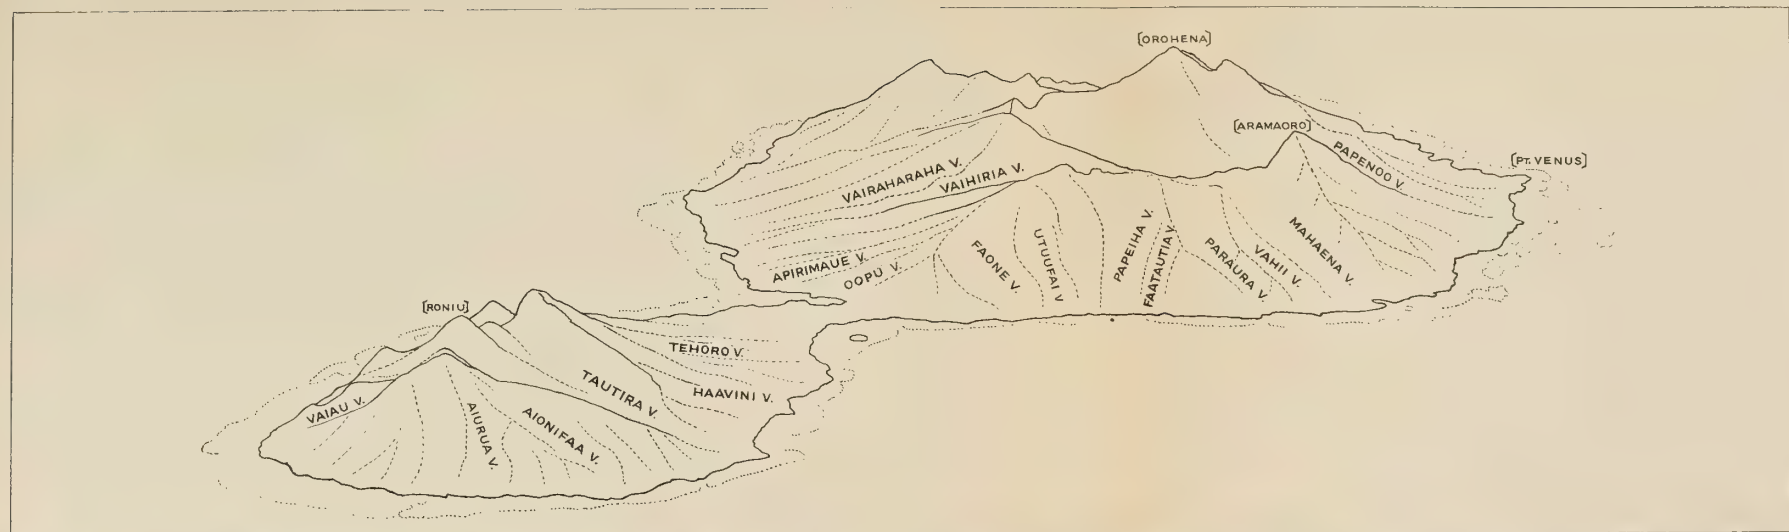 [OROHENA]
[ARAMAORO]
PAPENOO V.
[PT. VENUS]
VAIRAHARAHA V.
VAIHIRIA V.
APIRIMAUE V.
OOPU V.
FAONE V.
UTUUFAI V
PAPEIHA V.
FAATAUTIA V.
PARAURA V.
VAHII V.
MAHAENA V.
[RONIU]
TEHORO V.
HAAVINI V.
TAUTIRA V.
VAIAU V.
AIURUA V.
AIONIFAA V.